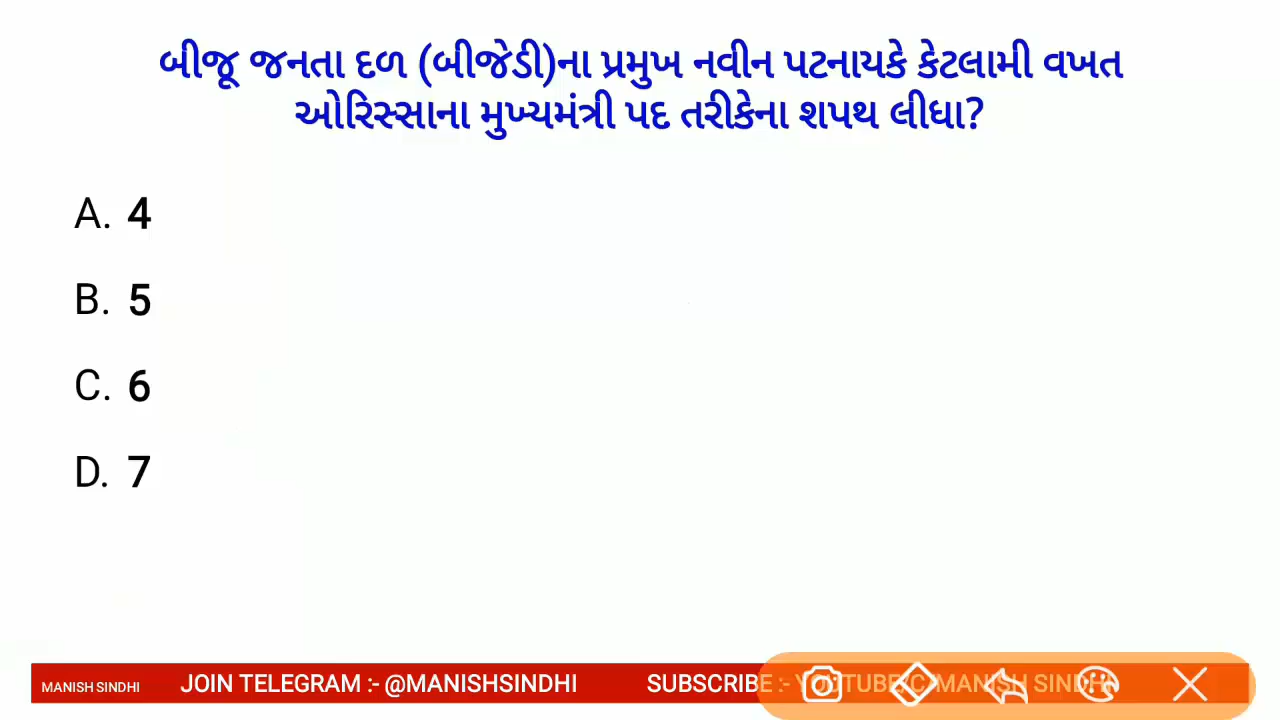 બીજૂ જનતા દળ (બીજેડી)ના પ્રમુખ નવીન પટનાયકે કેટલામી વખત
ઓરિસ્સાના મુખ્યમંત્રી પદ તરીકેના શપથ લીધા?
A. 4
B. 5
C. 6
D. 7
MANISH SINDHI JOIN TELEGRAM :- @MANISHSINDHI SUBSCRIBE :- YOUTUBE/C/MANISH SINDHI